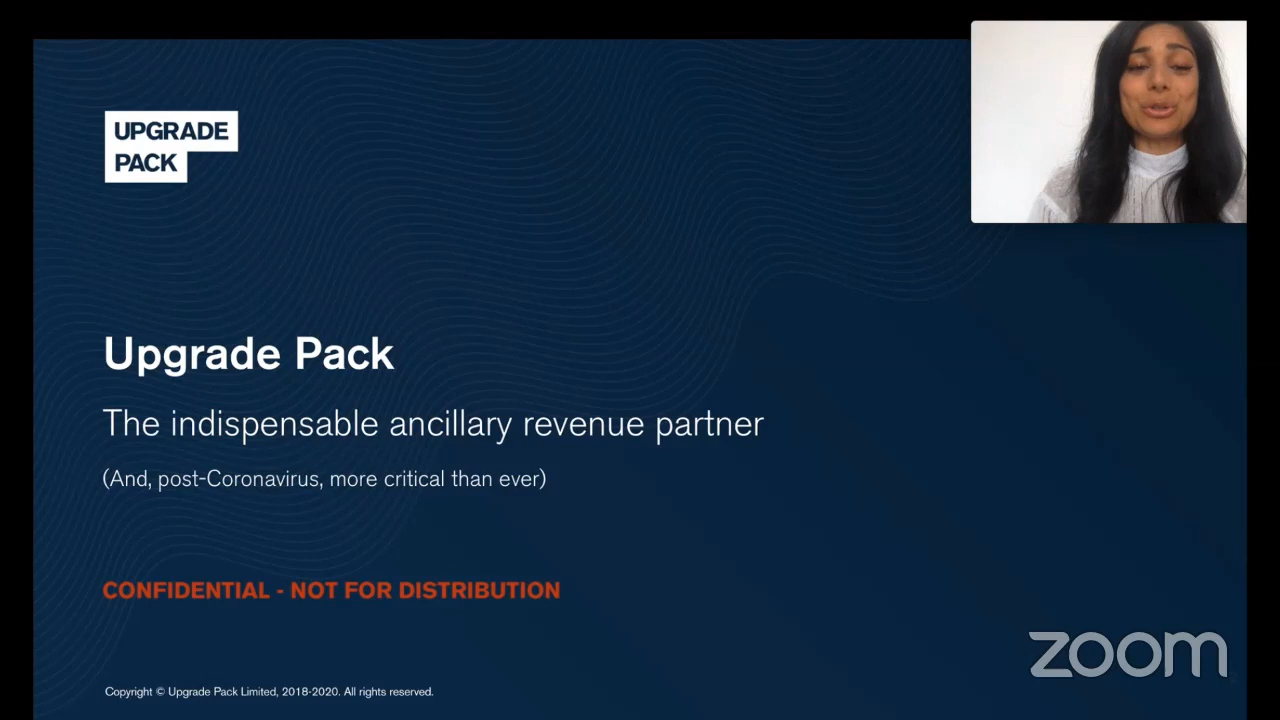 UPGRADE
PACK
Upgrade Pack
The indispensable ancillary revenue partner
(And, post-Coronavirus, more critical than ever)
CONFIDENTIAL - NOT FOR DISTRIBUTION
zoom
Copyright © Upgrade Pack Limited, 2018-2020. All rights reserved.